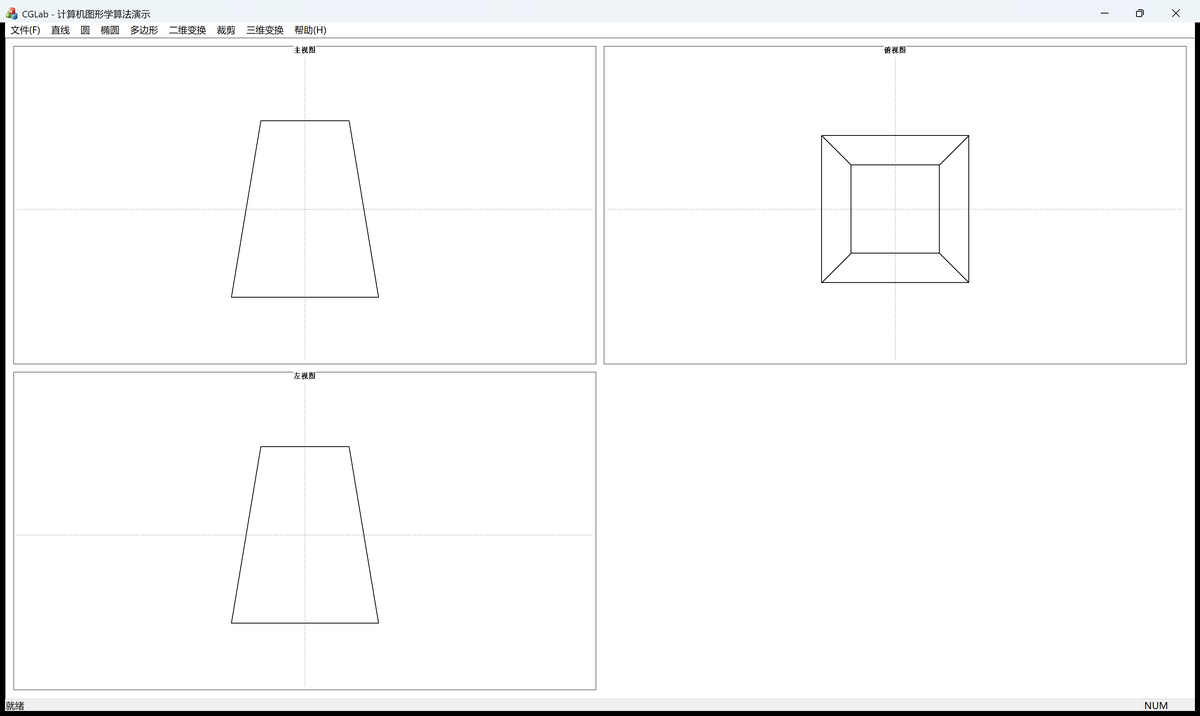 CGLab - 计算机图形学算法演示
文件(F) 直线 圆 椭圆 多边形 二维变换 裁剪 三维变换 帮助(H)
主视图
俯视图
左视图
就绪 NUM